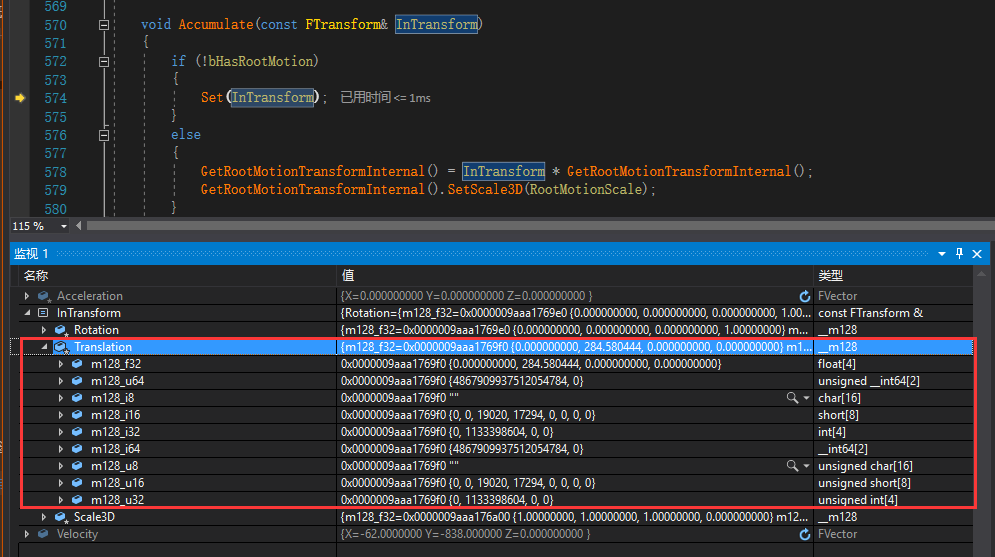 569
570 void Accumulate(const FTransform& InTransform)
571 {
572 if (!bHasRootMotion)
573 {
574 Set(InTransform); 已用时间 <= 1ms
575 }
576 else
577 {
578 GetRootMotionTransformInternal() = InTransform * GetRootMotionTransformInternal();
579 GetRootMotionTransformInternal().SetScale3D(RootMotionScale);
580 }
115 %
监视 1
名称 值 类型
Acceleration {X=0.000000000 Y=0.000000000 Z=0.000000000 } FVector
InTransform {Rotation={m128_f32=0x0000009aaa1769e0 {0.000000000, 0.000000000, 0.000000000, 1.00... const FTransform &
Rotation {m128_f32=0x0000009aaa1769e0 {0.000000000, 0.000000000, 0.000000000, 1.00000000} m... __m128
Translation {m128_f32=0x0000009aaa1769f0 {0.000000000, 284.580444, 0.000000000, 0.000000000} m1... __m128
m128_f32 0x0000009aaa1769f0 {0.000000000, 284.580444, 0.000000000, 0.000000000} float[4]
m128_u64 0x0000009aaa1769f0 {4867909937512054784, 0} unsigned __int64[2]
m128_i8 0x0000009aaa1769f0 "" char[16]
m128_i16 0x0000009aaa1769f0 {0, 0, 19020, 17294, 0, 0, 0, 0} short[8]
m128_i32 0x0000009aaa1769f0 {0, 1133398604, 0, 0} int[4]
m128_i64 0x0000009aaa1769f0 {4867909937512054784, 0} __int64[2]
m128_u8 0x0000009aaa1769f0 "" unsigned char[16]
m128_u16 0x0000009aaa1769f0 {0, 0, 19020, 17294, 0, 0, 0, 0} unsigned short[8]
m128_u32 0x0000009aaa1769f0 {0, 1133398604, 0, 0} unsigned int[4]
Scale3D {m128_f32=0x0000009aaa176a00 {1.00000000, 1.00000000, 1.00000000, 0.000000000} m12... __m128
Velocity {X=-62.0000000 Y=-838.000000 Z=0.000000000 } FVector